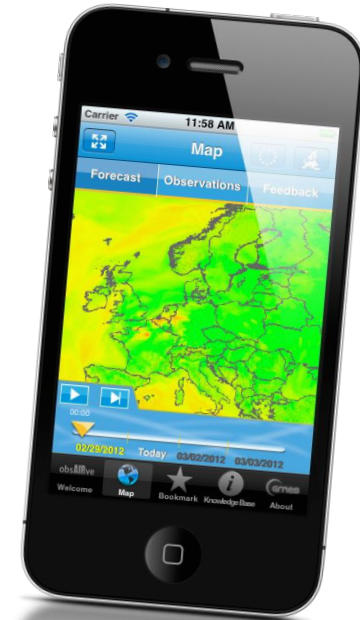 Carrier 11:58 AM
Map
Forecast Observations Feedback
00:00
02/29/2012 Today 03/02/2012 03/03/2012
obsAIRve
Welcome Map Bookmark Knowledge Base About